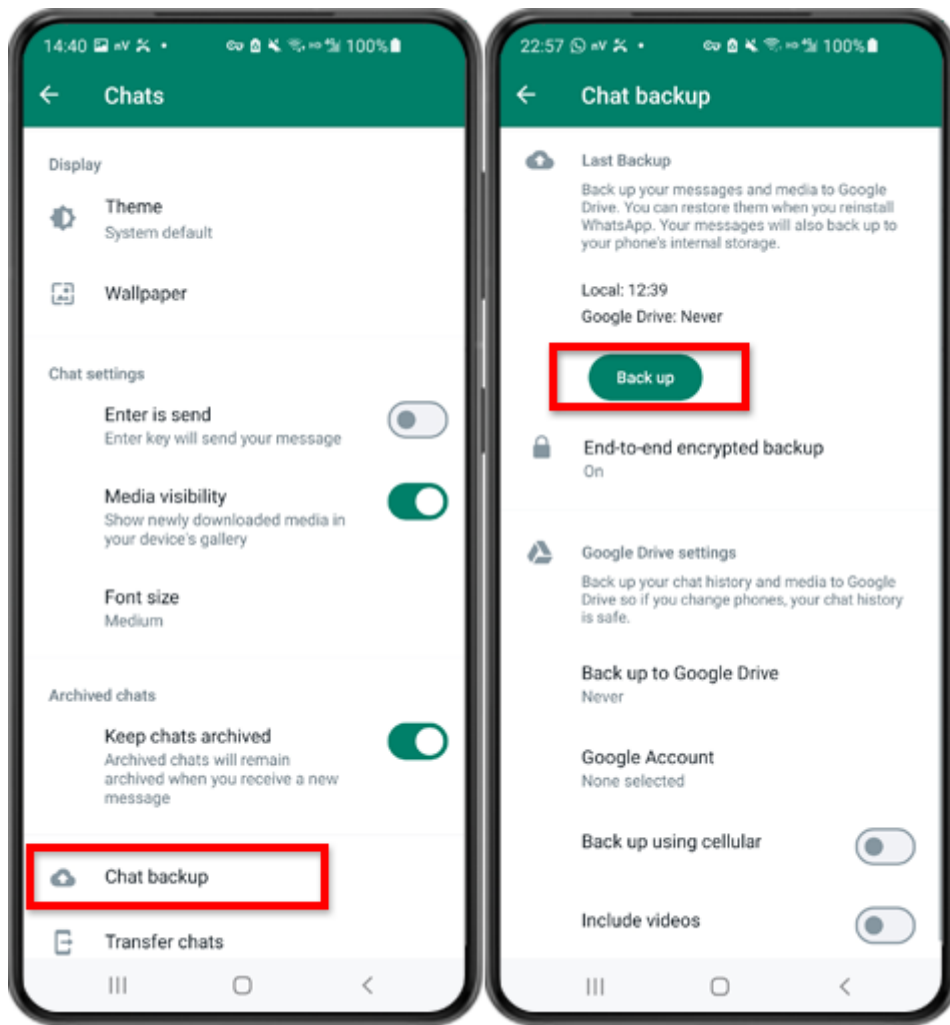 14:40
100%
Chats
Display
Theme
System default
Wallpaper
Chat settings
Enter is send
Enter key will send your message
Media visibility
Show newly downloaded media in
your device's gallery
Font size
Medium
Archived chats
Keep chats archived
Archived chats will remain
archived when you receive a new
message
Chat backup
Transfer chats
22:57
100%
Chat backup
Last Backup
Back up your messages and media to Google
Drive. You can restore them when you reinstall
WhatsApp. Your messages will also back up to
your phone's internal storage.
Local: 12:39
Google Drive: Never
Back up
End-to-end encrypted backup
On
Google Drive settings
Back up your chat history and media to Google
Drive so if you change phones, your chat history
is safe.
Back up to Google Drive
Never
Google Account
None selected
Back up using cellular
Include videos